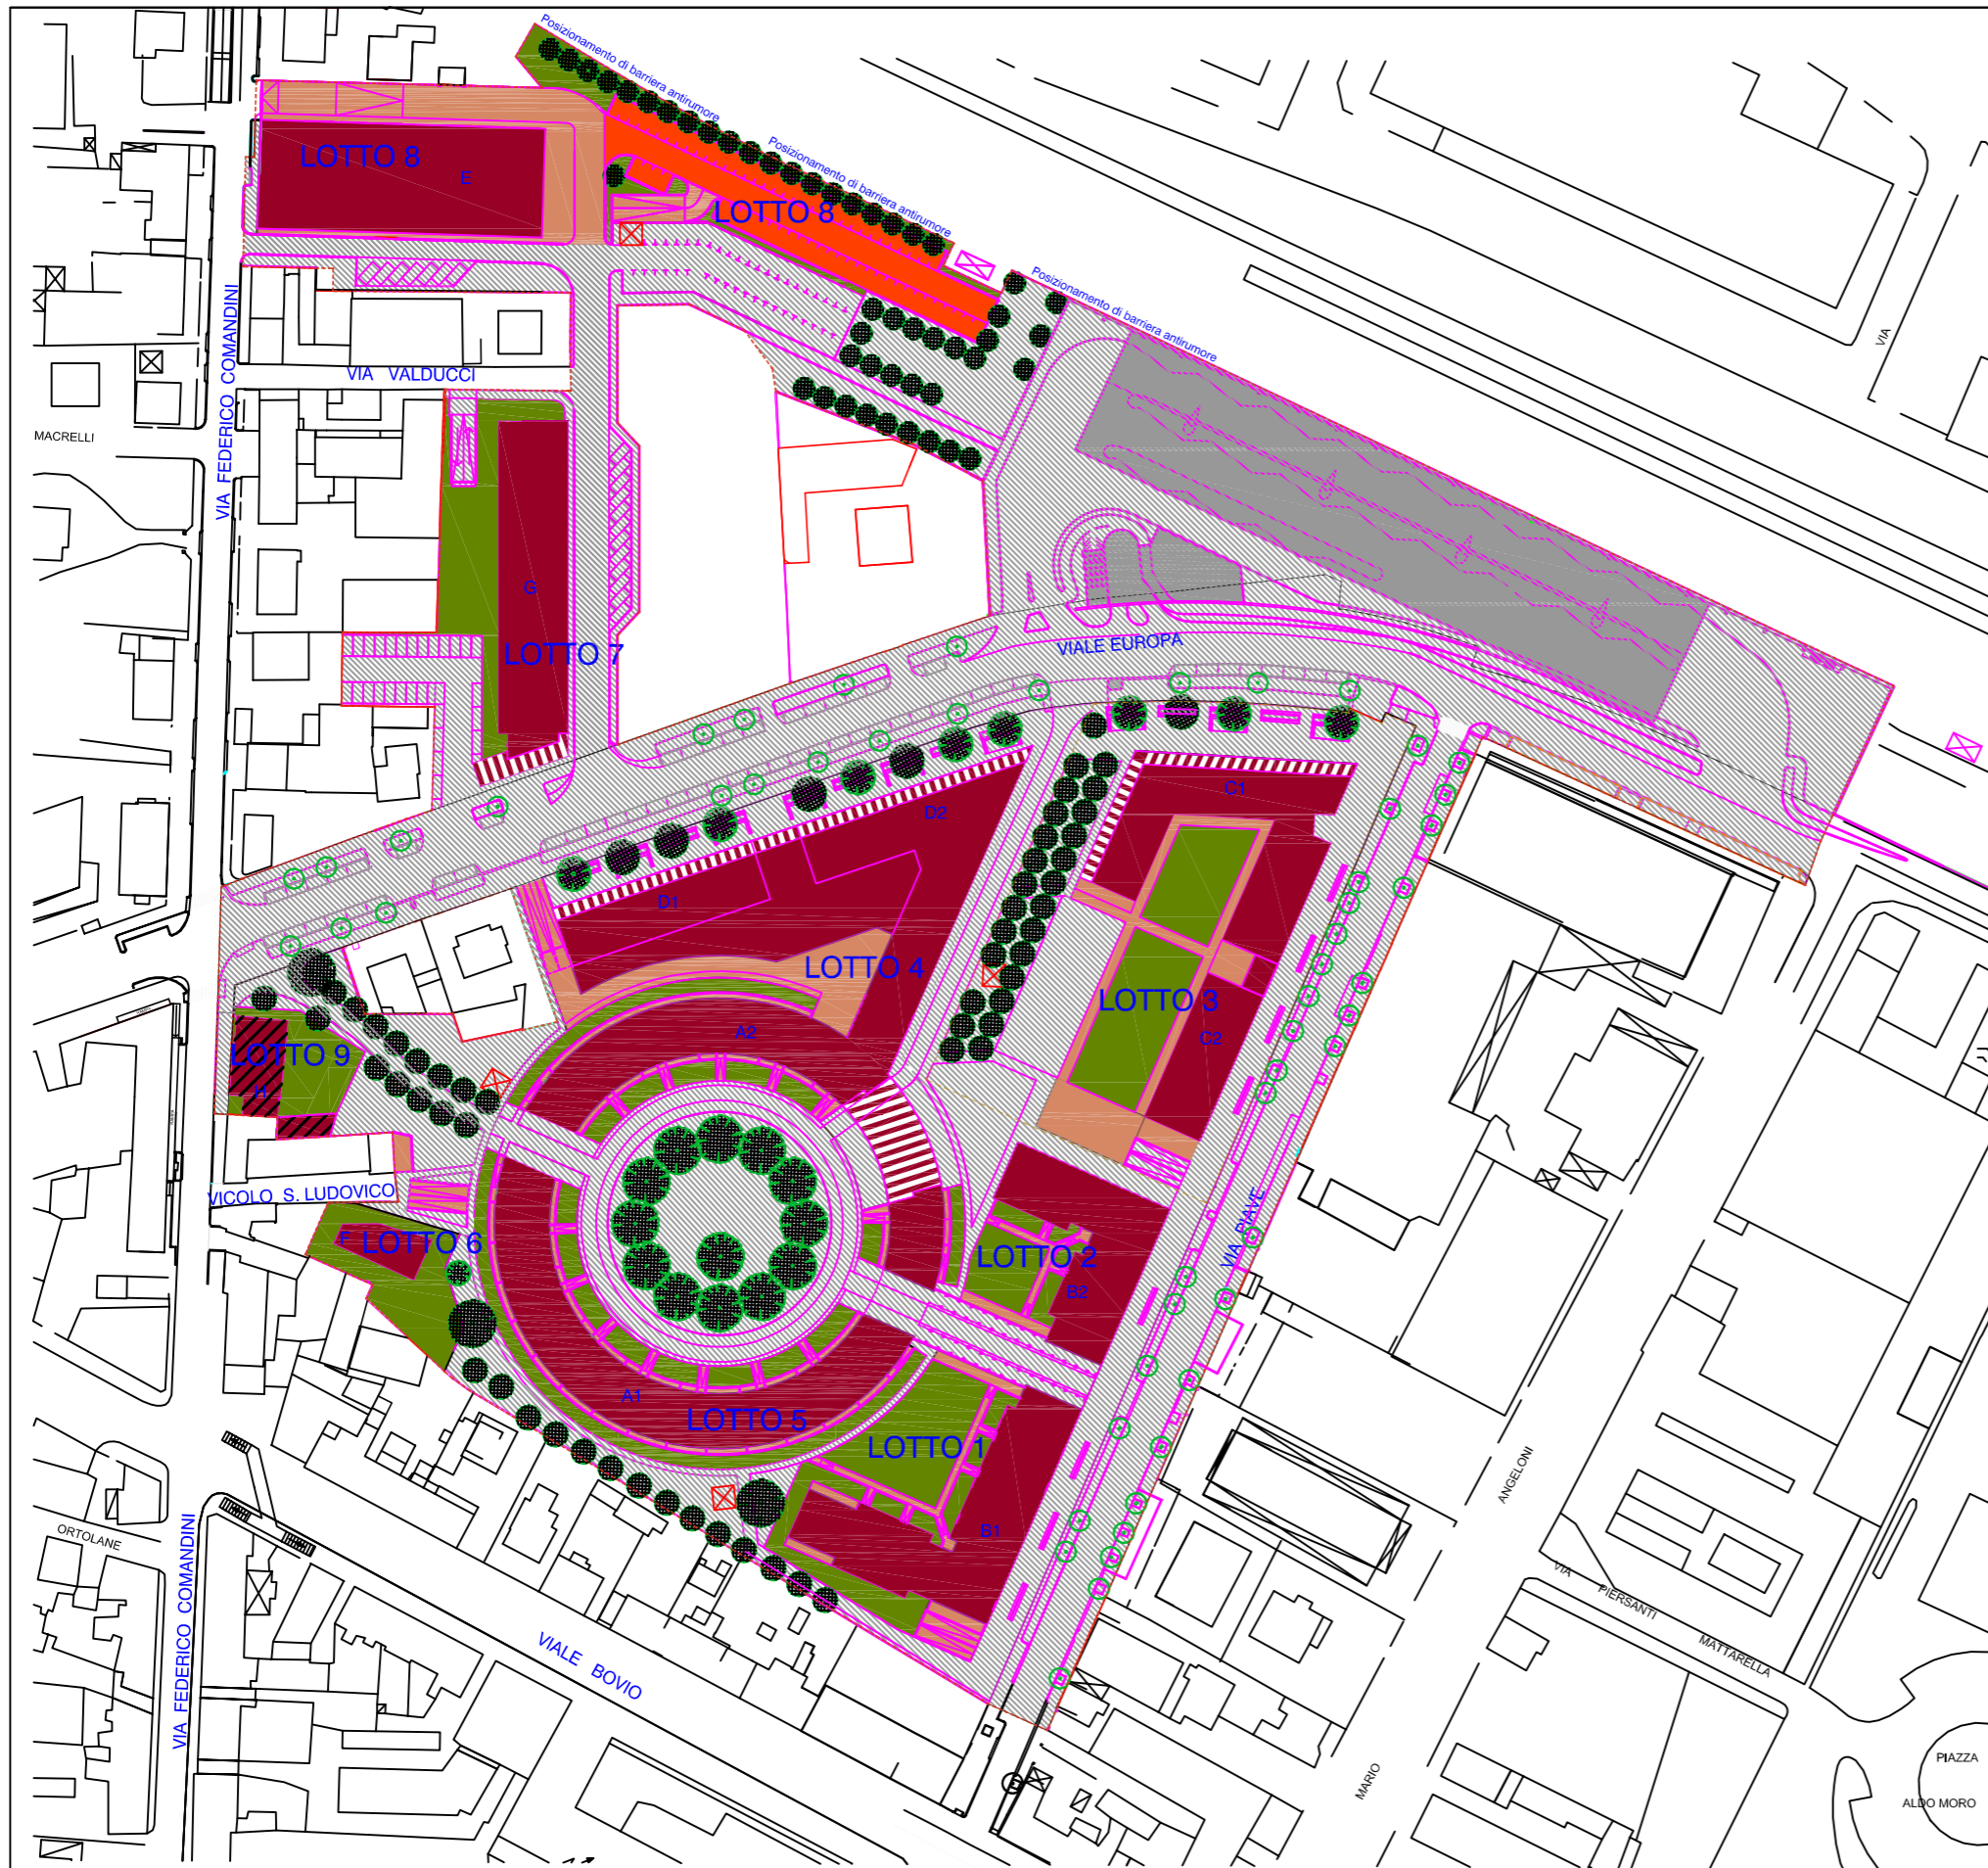 Posizionamento di barriera antirumore
Posizionamento di barriera antirumore
LOTTO 8
E
LOTTO 8
Posizionamento di barriera antirumore
VIA
VIA FEDERICO COMANDINI
VIA VALDUCCI
MACRELLI
G
LOTTO 7
VIALE EUROPA
C1
D2
D1
LOTTO 4
LOTTO 3
A2
C2
LOTTO 9
H
VICOLO S. LUDOVICO
VIA PIAVE
F
LOTTO 6
LOTTO 2
B2
A1
LOTTO 5
LOTTO 1
B1
ANGELONI
ORTOLANE
VIA FEDERICO COMANDINI
VIALE BOVIO
VIA PIERSANTI MATTARELLA
MARIO
PIAZZA
ALDO MORO